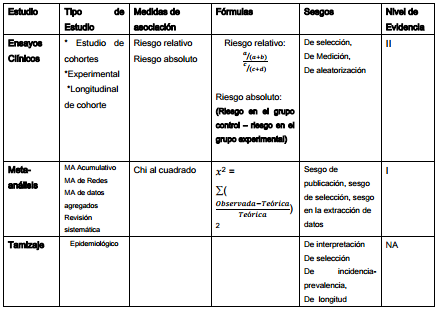 Estudio
Tipo de
Estudio
Medidas de
asociación
Fórmulas
Sesgos
Nivel de
Evidencia
Ensayos
Clínicos
* Estudio de
cohortes
*Experimental
*Longitudinal
de cohorte
Riesgo relativo
Riesgo absoluto
Riesgo relativo:
a/(a+b)
c/(c+d)
Riesgo absoluto:
(Riesgo en el grupo
control – riesgo en el
grupo experimental)
De selección,
De Medición,
De aleatorización
II
Meta-
análisis
MA Acumulativo
MA de Redes
MA de datos
agregados
Revisión
sistemática
Chi al cuadrado
x² =
∑(
Observada−Teórica)
Teórica
2
Sesgo de
publicación, sesgo
de selección, sesgo
en la extracción de
datos
I
Tamizaje
Epidemiológico
De interpretación
De selección
De incidencia-
prevalencia,
De longitud
NA